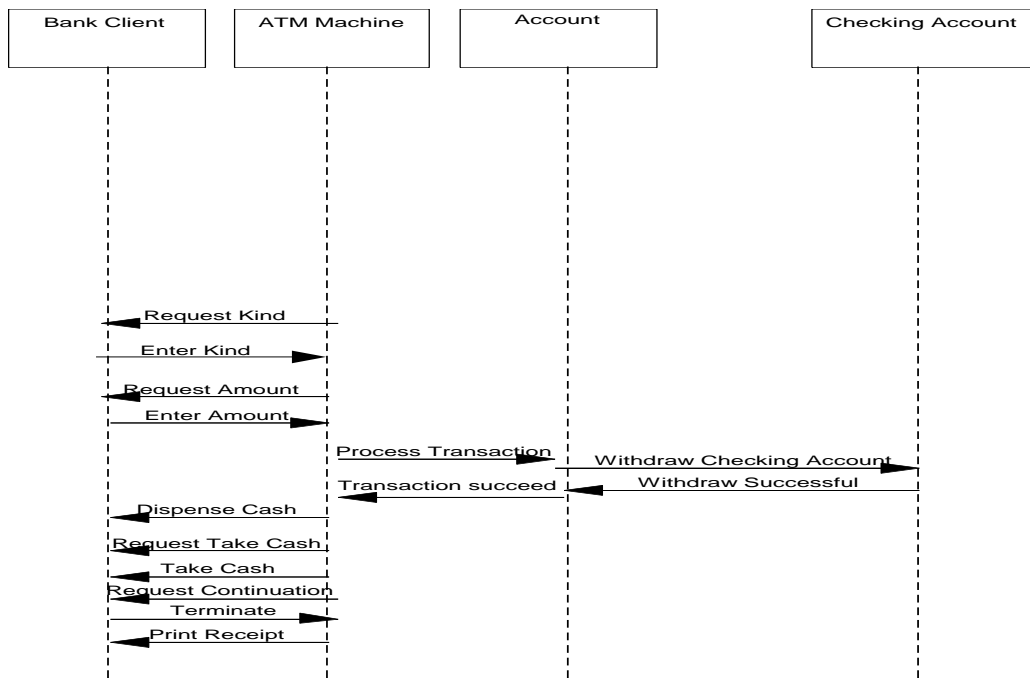 Bank Client
ATM Machine
Account
Checking Account
Request Kind
Enter Kind
Request Amount
Enter Amount
Process Transaction
Withdraw Checking Account
Transaction succeed
Withdraw Successful
Dispense Cash
Request Take Cash
Take Cash
Request Continuation
Terminate
Print Receipt